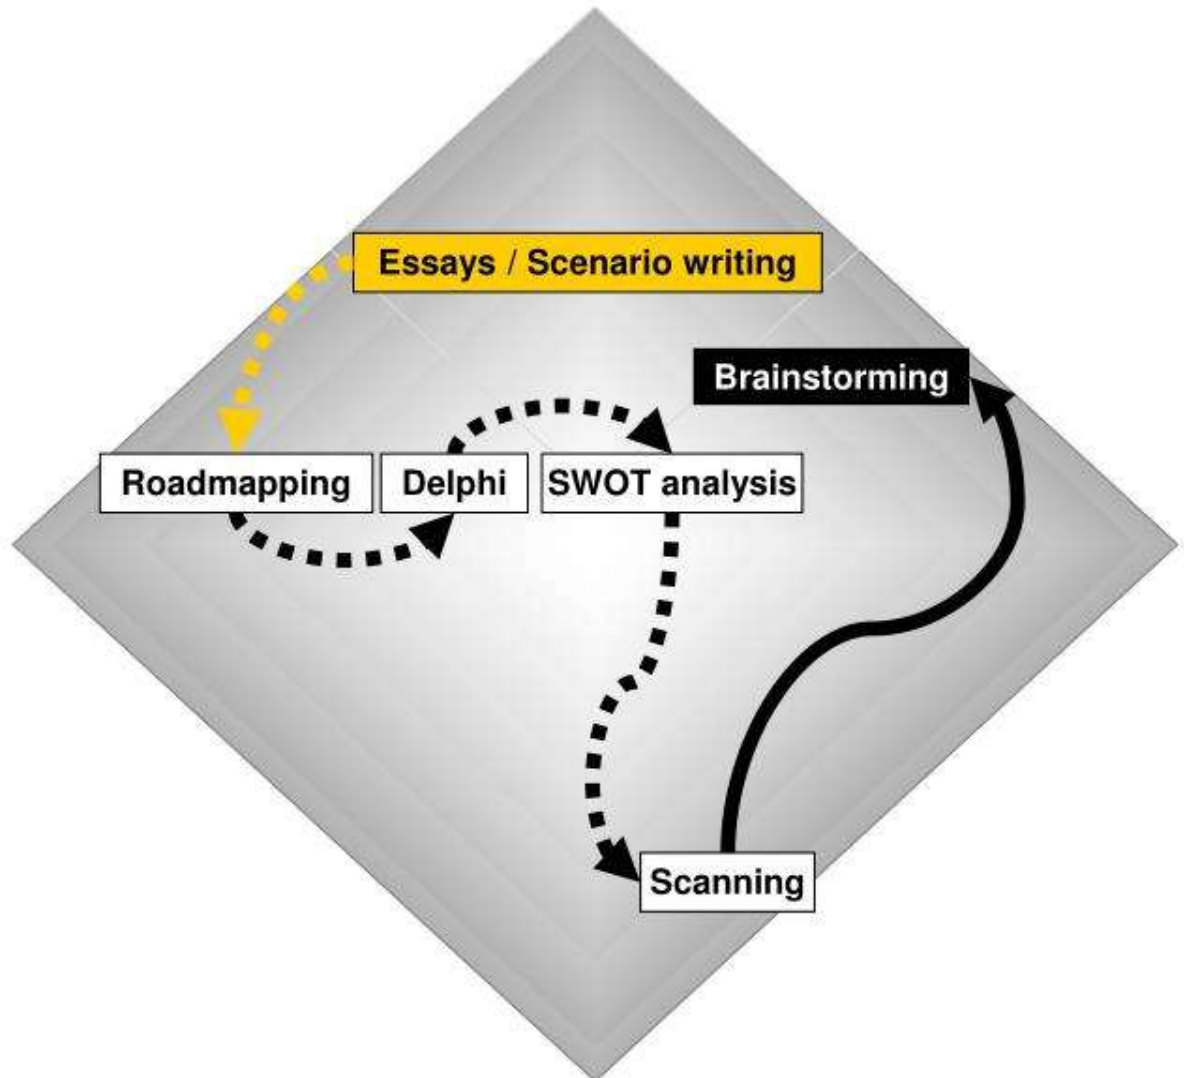 Essays / Scenario writing
Brainstorming
Roadmapping
Delphi
SWOT analysis
Scanning